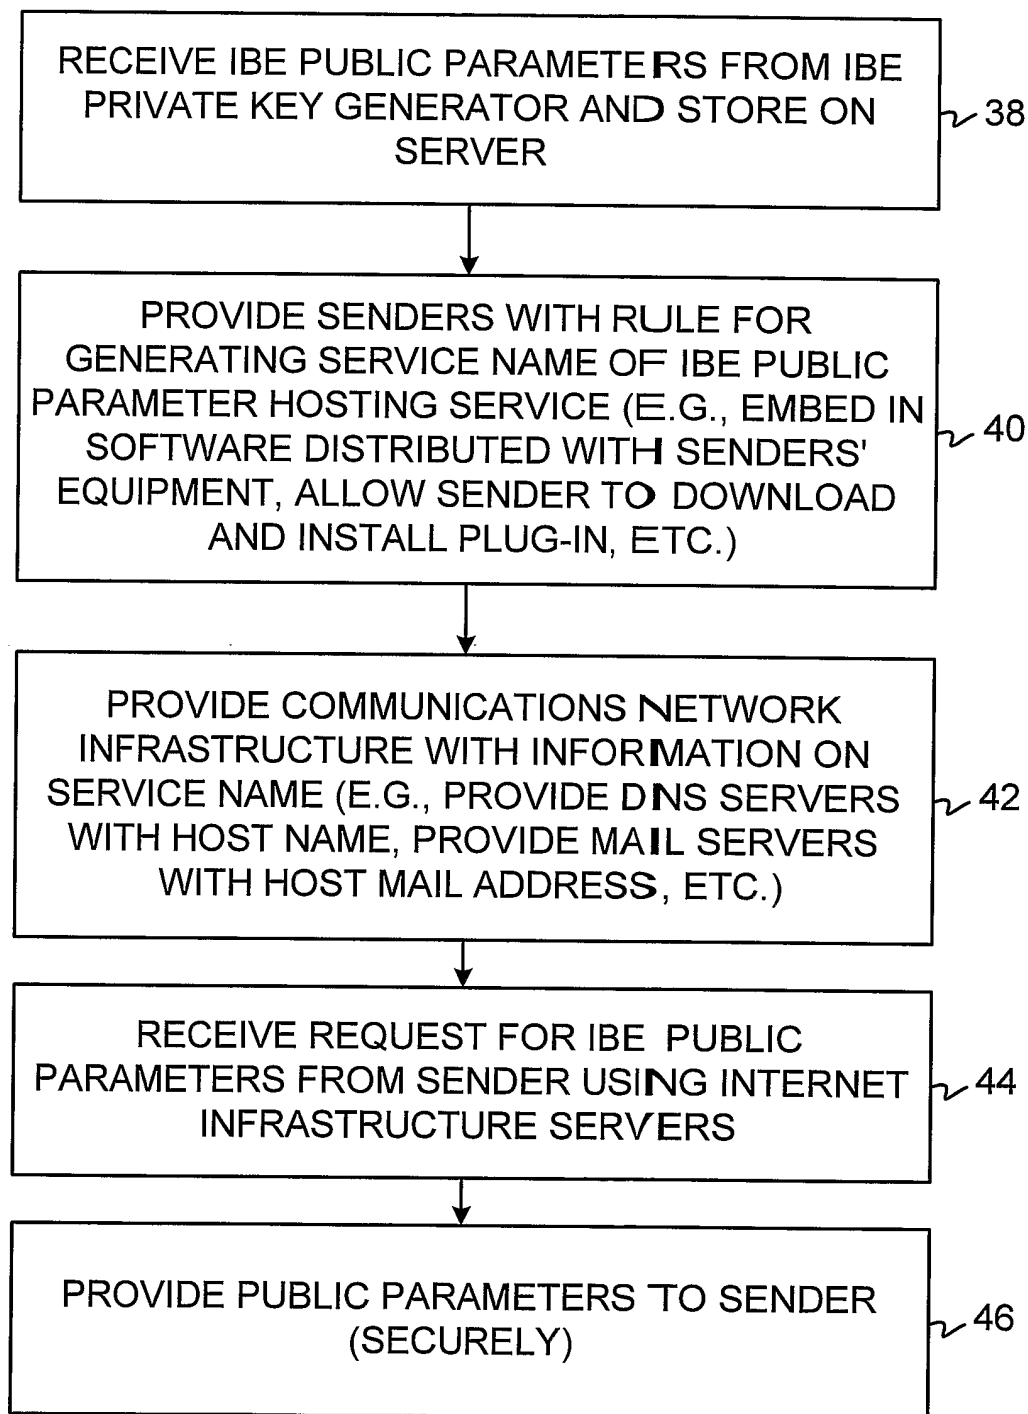 RECEIVE IBE PUBLIC PARAMETERS FROM IBE
PRIVATE KEY GENERATOR AND STORE ON
SERVER
38
PROVIDE SENDERS WITH RULE FOR
GENERATING SERVICE NAME OF IBE PUBLIC
PARAMETER HOSTING SERVICE (E.G., EMBED IN
SOFTWARE DISTRIBUTED WITH SENDERS'
EQUIPMENT, ALLOW SENDER TO DOWNLOAD
AND INSTALL PLUG-IN, ETC.)
40
PROVIDE COMMUNICATIONS NETWORK
INFRASTRUCTURE WITH INFORMATION ON
SERVICE NAME (E.G., PROVIDE DNS SERVERS
WITH HOST NAME, PROVIDE MAIL SERVERS
WITH HOST MAIL ADDRESS, ETC.)
42
RECEIVE REQUEST FOR IBE PUBLIC
PARAMETERS FROM SENDER USING INTERNET
INFRASTRUCTURE SERVERS
44
PROVIDE PUBLIC PARAMETERS TO SENDER
(SECURELY)
46